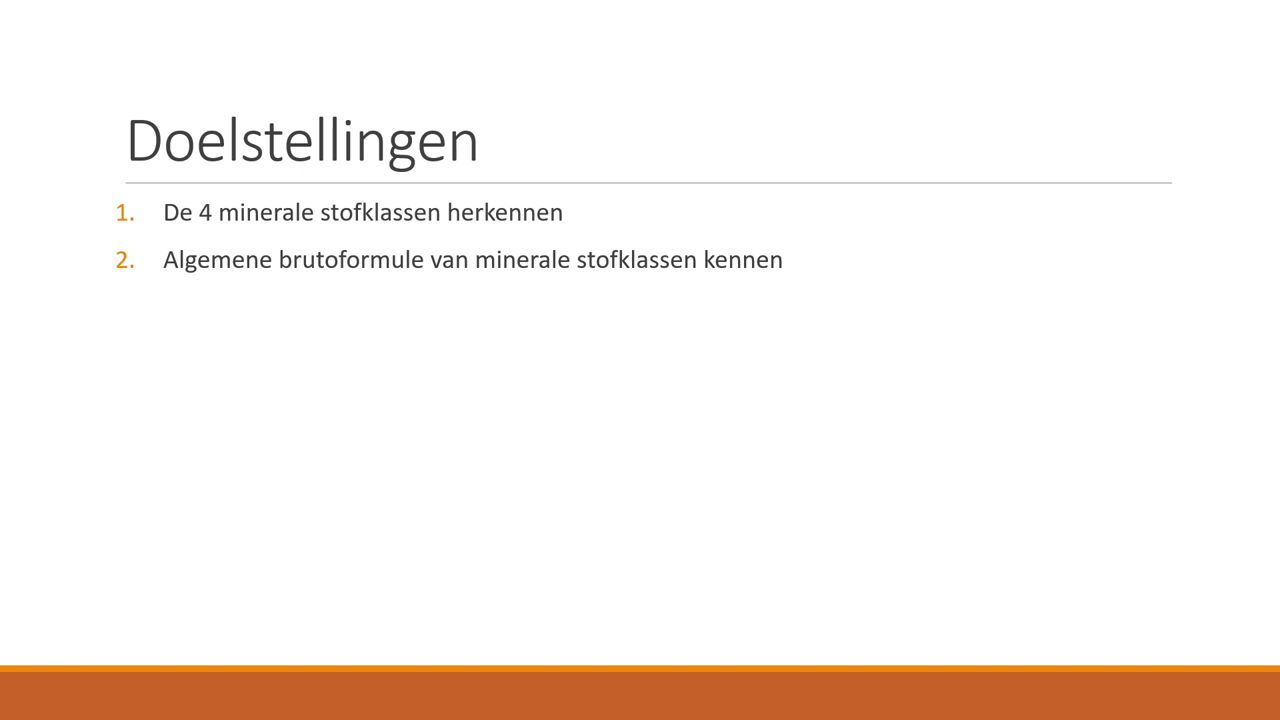 Doelstellingen
1. De 4 minerale stofklassen herkennen
2. Algemene brutoformule van minerale stofklassen kennen